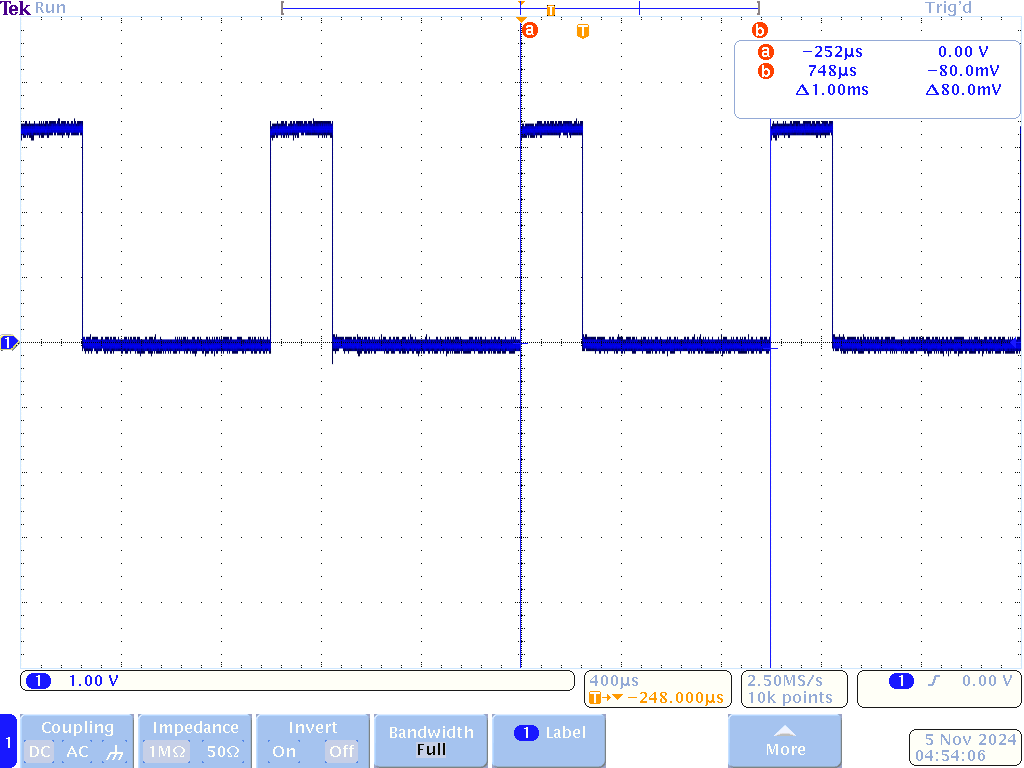 Tek Run Trig'd
a b
T
a −252µs 0.00 V
b 748µs −80.0mV
Δ1.00ms Δ80.0mV
1
1 1.00 V
400µs
T→▼−248.000µs
2.50MS/s
10k points
1 0.00 V
1
Coupling
DC AC
Impedance
1MΩ 50Ω
Invert
On Off
Bandwidth
Full
1 Label
More
5 Nov 2024
04:54:06